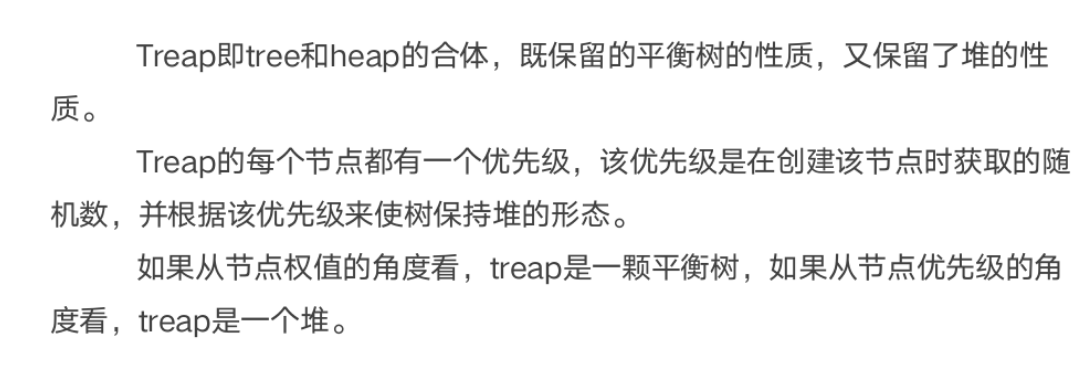 Treap即tree和heap的合体，既保留的平衡树的性质，又保留了堆的性
质。
Treap的每个节点都有一个优先级，该优先级是在创建该节点时获取的随
机数，并根据该优先级来使树保持堆的形态。
如果从节点权值的角度看，treap是一颗平衡树，如果从节点优先级的角
度看，treap是一个堆。